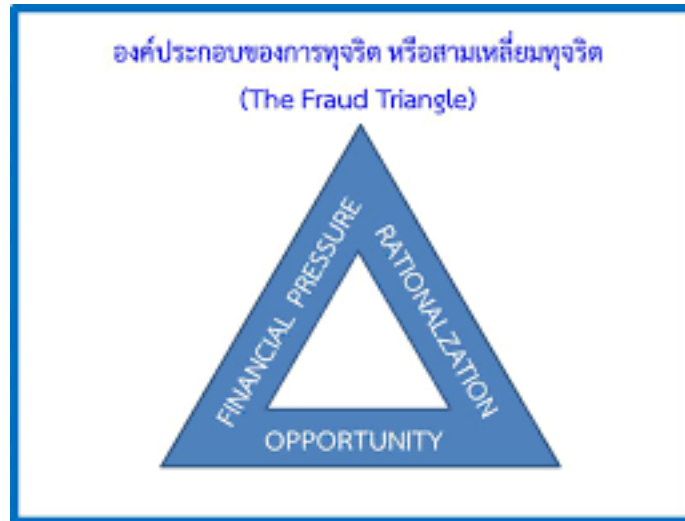 องค์ประกอบของการทุจริต หรือสามเหลี่ยมทุจริต
(The Fraud Triangle)
FINANCIAL PRESSURE
RATIONALZATION
OPPORTUNITY